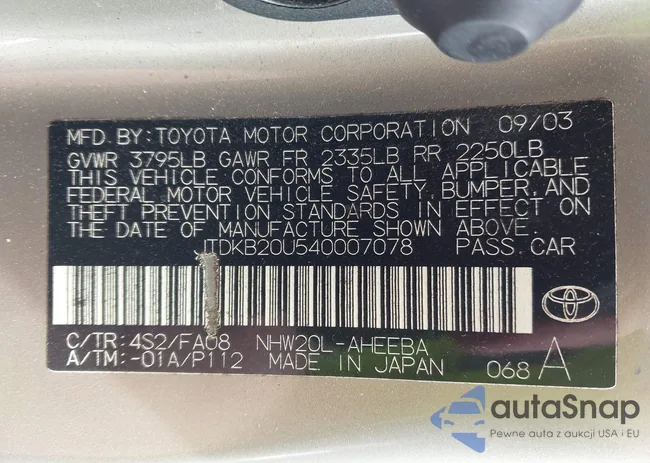 MFD. BY: TOYOTA MOTOR CORPORATION 09/03
GVWR 3795LB GAWR FR 2335LB RR 2250LB
THIS VEHICLE CONFORMS TO ALL APPLICABLE
FEDERAL MOTOR VEHICLE SAFETY, BUMPER, AND
THEFT PREVENTION STANDARDS IN EFFECT ON
THE DATE OF MANUFACTURE SHOWN ABOVE.
JTDKB20U540007078 PASS. CAR
C/TR: 4S2/FA08 NHW20L-AHEEBA
A/TM: -01A/P112 MADE IN JAPAN 068 A
autaSnap
Pewne auta z aukcji USA i EU